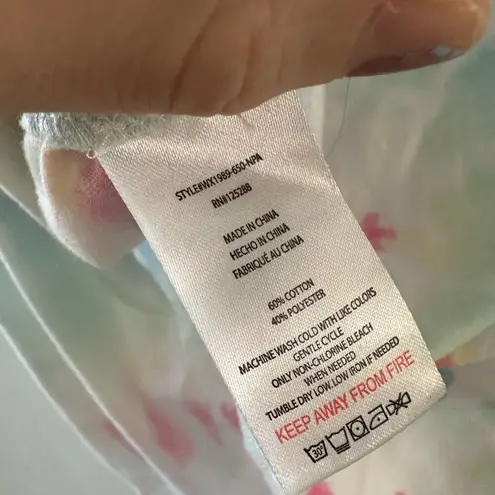 STYLE#WX1989-650-NPA
RN#125288
MADE IN CHINA
HECHO IN CHINA
FABRIQUÉ AU CHINA
60% COTTON
40% POLYESTER
MACHINE WASH COLD WITH LIKE COLORS
GENTLE CYCLE
ONLY NON-CHLORINE BLEACH
WHEN NEEDED
TUMBLE DRY LOW. LOW IRON IF NEEDED
KEEP AWAY FROM FIRE
30°